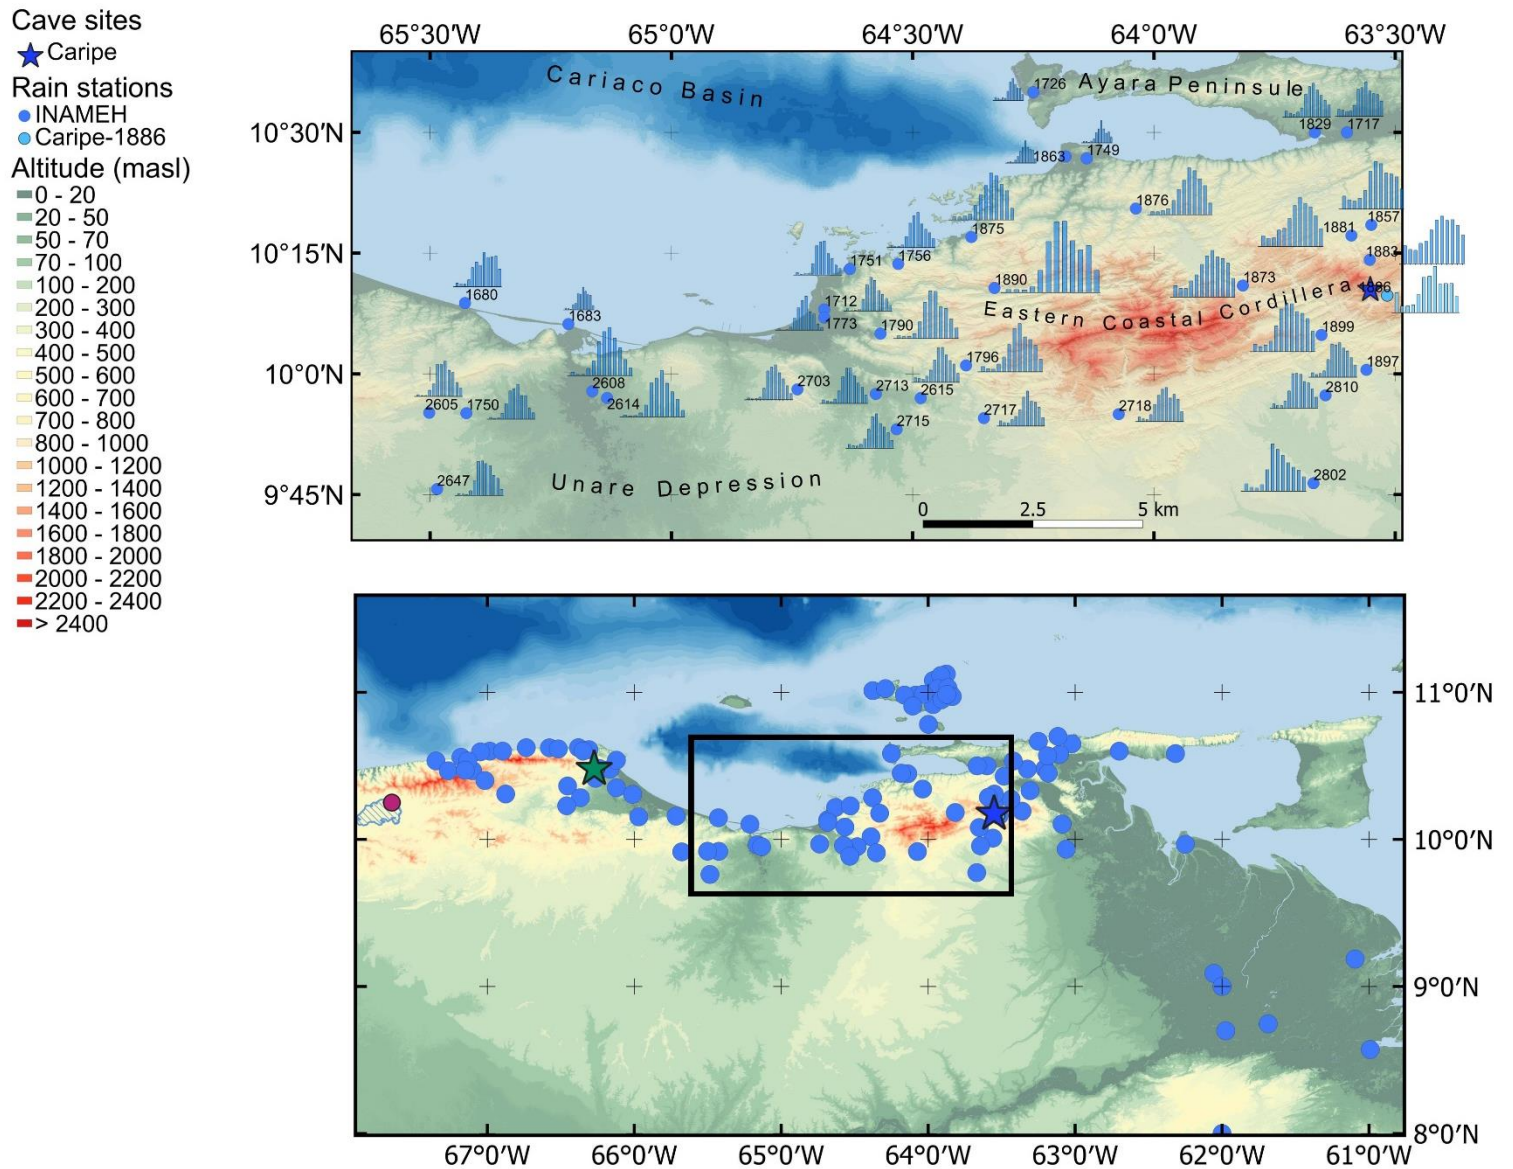 Cave sites
Caripe
Rain stations
INAMEH
Caripe-1886
Altitude (masl)
0 - 20
20 - 50
50 - 70
70 - 100
100 - 200
200 - 300
300 - 400
400 - 500
500 - 600
600 - 700
700 - 800
800 - 1000
1000 - 1200
1200 - 1400
1400 - 1600
1600 - 1800
1800 - 2000
2000 - 2200
2200 - 2400
> 2400
65°30'W 65°0'W 64°30'W 64°0'W 63°30'W
Cariaco Basin
1726
Ayara Peninsule
10°30'N
1829 1717
1863 1749
1876
1857
1881
1875
10°15'N
1751 1756
1883
1890
1873
1680
1886
1683
1712
1773
Eastern Coastal Cordillera
1790
1899
10°0'N
1796
1897
2608
2703
2713
2615
2810
2605 1750
2614
2717
2718
2715
2647
Unare Depression
2802
9°45'N
0 2.5 5 km
11°0'N
10°0'N
9°0'N
8°0'N
67°0'W 66°0'W 65°0'W 64°0'W 63°0'W 62°0'W 61°0'W